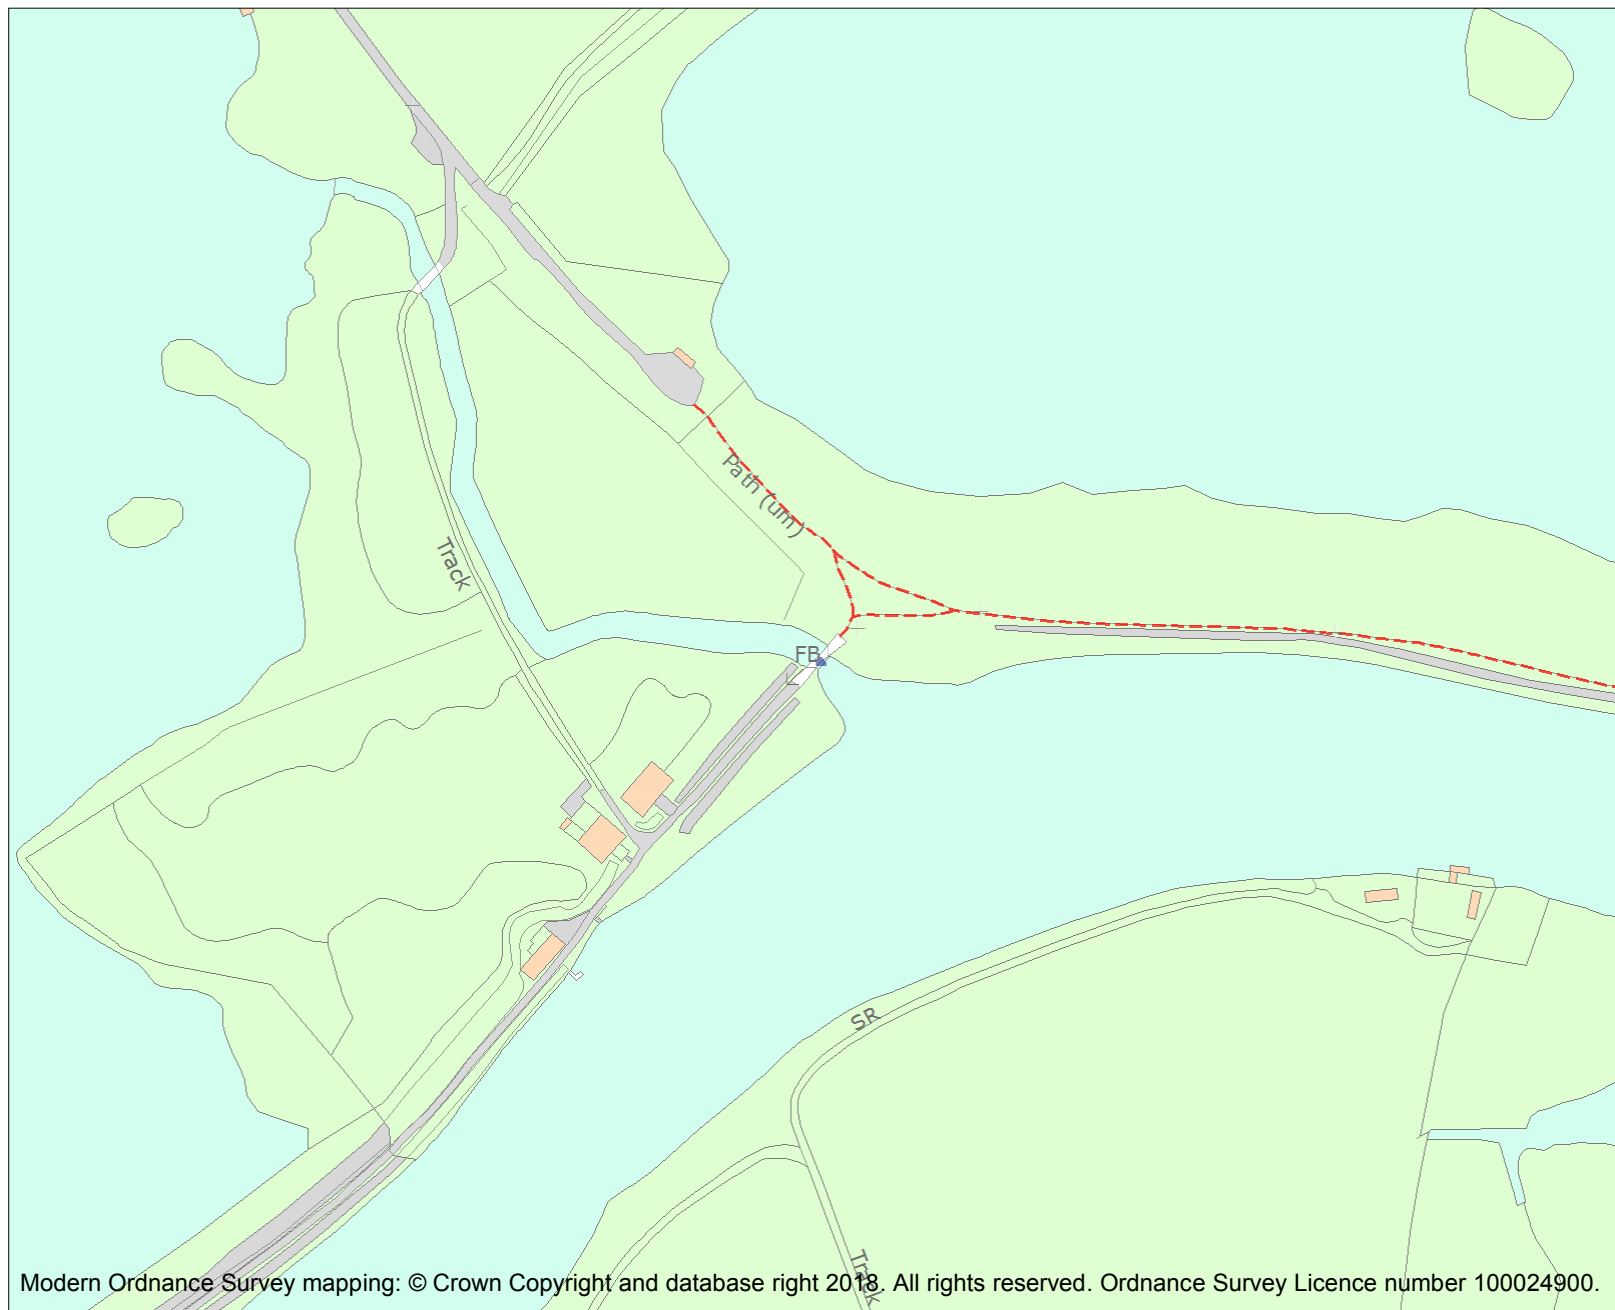 Path (um)
Track
FB
SR
Track
Modern Ordnance Survey mapping: © Crown Copyright and database right 2018. All rights reserved. Ordnance Survey Licence number 100024900.